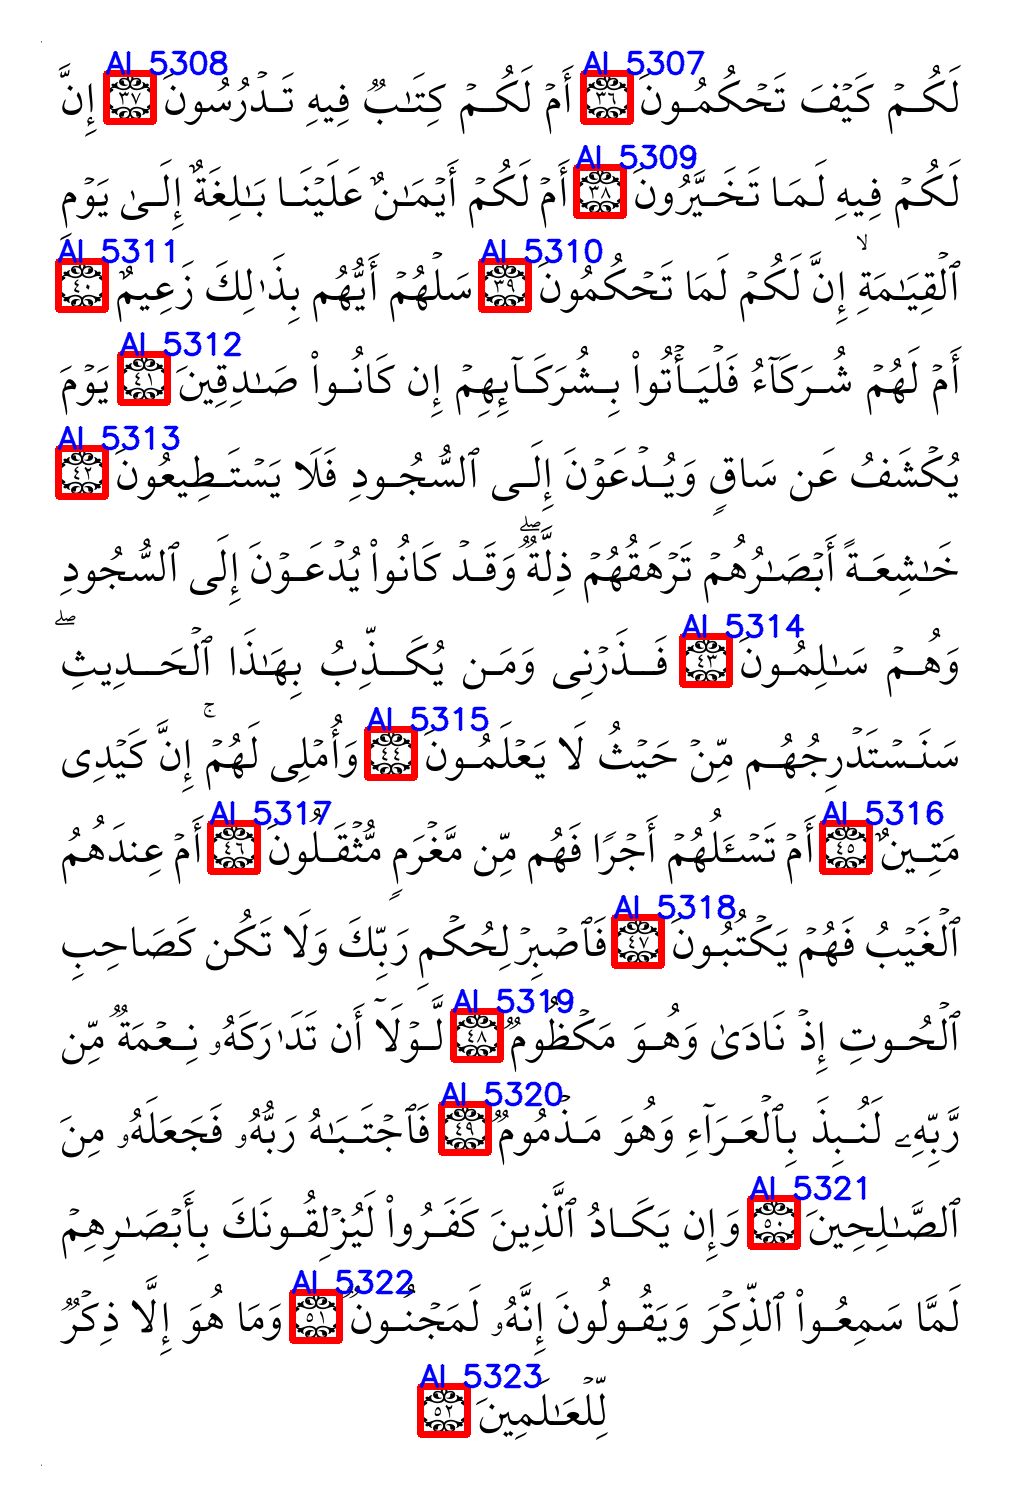 لَكُمۡ كَيۡفَ تَحۡكُمُونَ ٣٦ أَمۡ لَكُمۡ كِتَٰبٞ فِيهِ تَدۡرُسُونَ ٣٧ إِنَّ
AI_5307 AI_5308
لَكُمۡ فِيهِ لَمَا تَخَيَّرُونَ ٣٨ أَمۡ لَكُمۡ أَيۡمَٰنٌ عَلَيۡنَا بَٰلِغَةٌ إِلَىٰ يَوۡمِ
AI_5309
ٱلۡقِيَٰمَةِۙ إِنَّ لَكُمۡ لَمَا تَحۡكُمُونَ ٣٩ سَلۡهُمۡ أَيُّهُم بِذَٰلِكَ زَعِيمٌ ٤٠
AI_5310 AI_5311
أَمۡ لَهُمۡ شُرَكَآءُ فَلۡيَأۡتُواْ بِشُرَكَآئِهِمۡ إِن كَانُواْ صَٰدِقِينَ ٤١ يَوۡمَ
AI_5312
يُكۡشَفُ عَن سَاقٖ وَيُدۡعَوۡنَ إِلَى ٱلسُّجُودِ فَلَا يَسۡتَطِيعُونَ ٤٢
AI_5313
خَٰشِعَةً أَبۡصَٰرُهُمۡ تَرۡهَقُهُمۡ ذِلَّةٞۖ وَقَدۡ كَانُواْ يُدۡعَوۡنَ إِلَى ٱلسُّجُودِ
وَهُمۡ سَٰلِمُونَ ٤٣ فَذَرۡنِي وَمَن يُكَذِّبُ بِهَٰذَا ٱلۡحَدِيثِۖ
AI_5314
سَنَسۡتَدۡرِجُهُم مِّنۡ حَيۡثُ لَا يَعۡلَمُونَ ٤٤ وَأُمۡلِي لَهُمۡۚ إِنَّ كَيۡدِي
AI_5315
مَتِينٌ ٤٥ أَمۡ تَسۡـَٔلُهُمۡ أَجۡرٗا فَهُم مِّن مَّغۡرَمٖ مُّثۡقَلُونَ ٤٦ أَمۡ عِندَهُمُ
AI_5316 AI_5317
ٱلۡغَيۡبُ فَهُمۡ يَكۡتُبُونَ ٤٧ فَٱصۡبِرۡ لِحُكۡمِ رَبِّكَ وَلَا تَكُن كَصَاحِبِ
AI_5318
ٱلۡحُوتِ إِذۡ نَادَىٰ وَهُوَ مَكۡظُومٞ ٤٨ لَّوۡلَآ أَن تَدَٰرَكَهُۥ نِعۡمَةٞ مِّن
AI_5319
رَّبِّهِۦ لَنُبِذَ بِٱلۡعَرَآءِ وَهُوَ مَذۡمُومٞ ٤٩ فَٱجۡتَبَٰهُ رَبُّهُۥ فَجَعَلَهُۥ مِنَ
AI_5320
ٱلصَّٰلِحِينَ ٥٠ وَإِن يَكَادُ ٱلَّذِينَ كَفَرُواْ لَيُزۡلِقُونَكَ بِأَبۡصَٰرِهِمۡ
AI_5321
لَمَّا سَمِعُواْ ٱلذِّكۡرَ وَيَقُولُونَ إِنَّهُۥ لَمَجۡنُونٞ ٥١ وَمَا هُوَ إِلَّا ذِكۡرٞ
AI_5322
لِّلۡعَٰلَمِينَ ٥٢
AI_5323